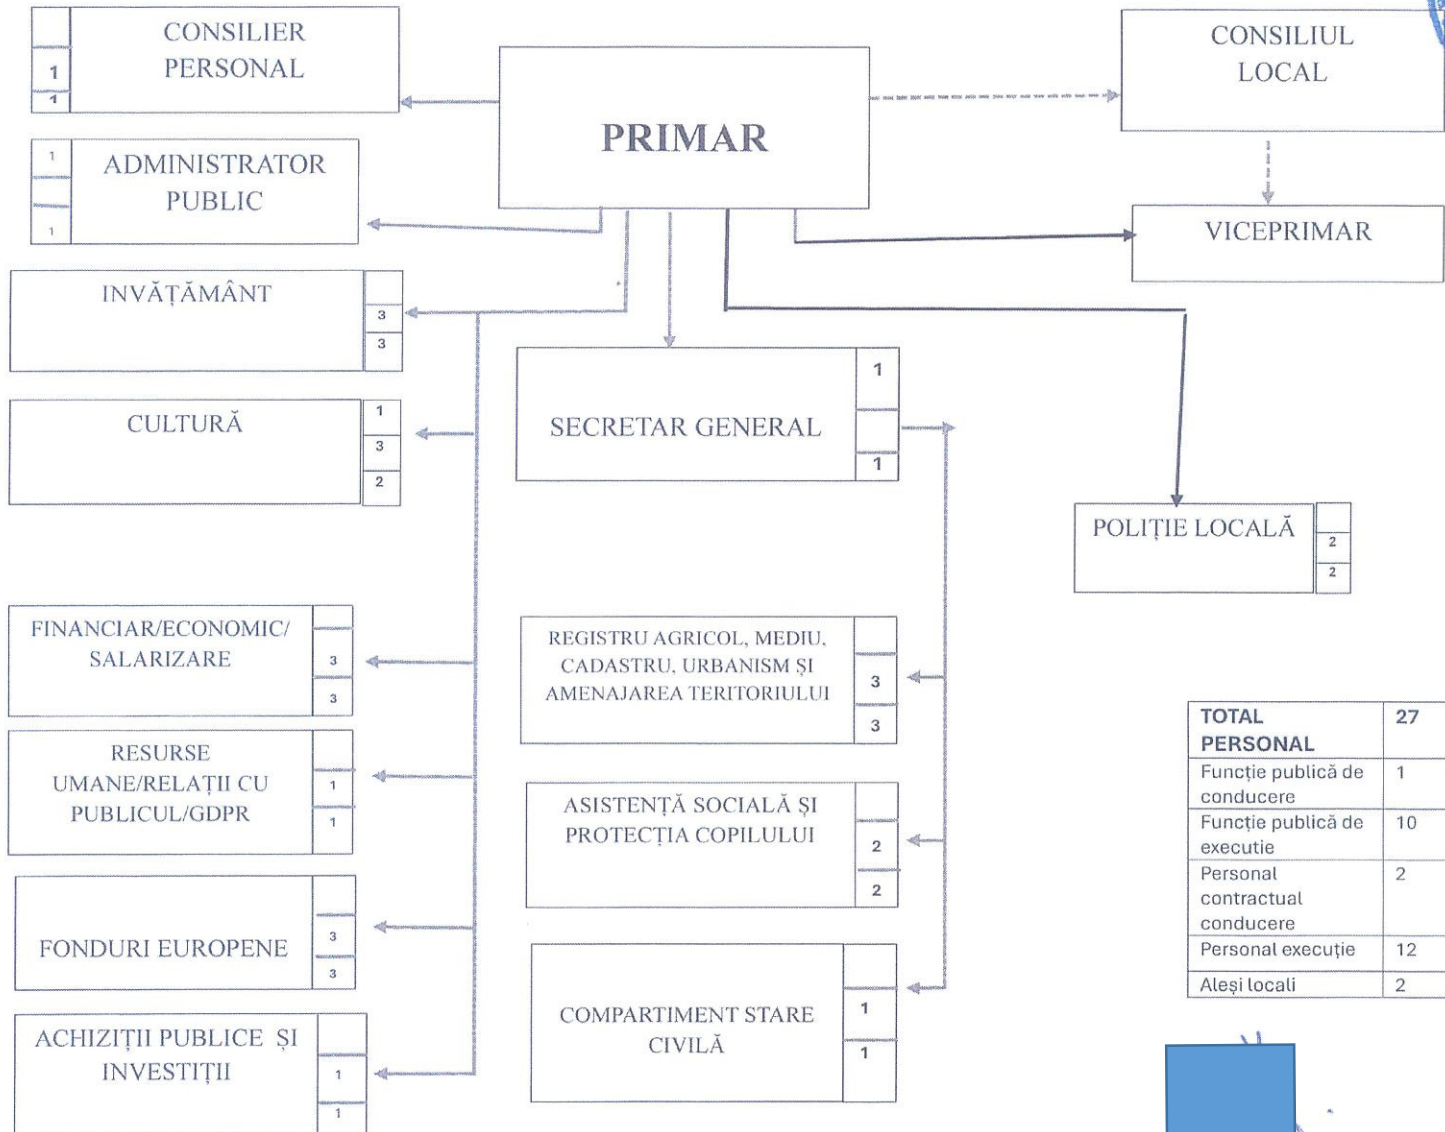 CONSILIER
PERSONAL
1
1
CONSILIUL
LOCAL
PRIMAR
1
ADMINISTRATOR
PUBLIC
1
VICEPRIMAR
INVĂȚĂMÂNT
3
3
SECRETAR GENERAL
1
1
CULTURĂ
1
3
2
POLIȚIE LOCALĂ
2
2
FINANCIAR/ECONOMIC/
SALARIZARE
3
3
REGISTRU AGRICOL, MEDIU,
CADASTRU, URBANISM ȘI
AMENAJAREA TERITORIULUI
3
3
RESURSE
UMANE/RELAȚII CU
PUBLICUL/GDPR
1
1
ASISTENȚĂ SOCIALĂ ȘI
PROTECȚIA COPILULUI
2
2
FONDURI EUROPENE
3
3
COMPARTIMENT STARE
CIVILĂ
1
1
ACHIZIȚII PUBLICE ȘI
INVESTIȚII
1
1
TOTAL 27
PERSONAL
Funcție publică de 1
conducere
Funcție publică de 10
executie
Personal 2
contractual
conducere
Personal execuție 12
Aleși locali 2